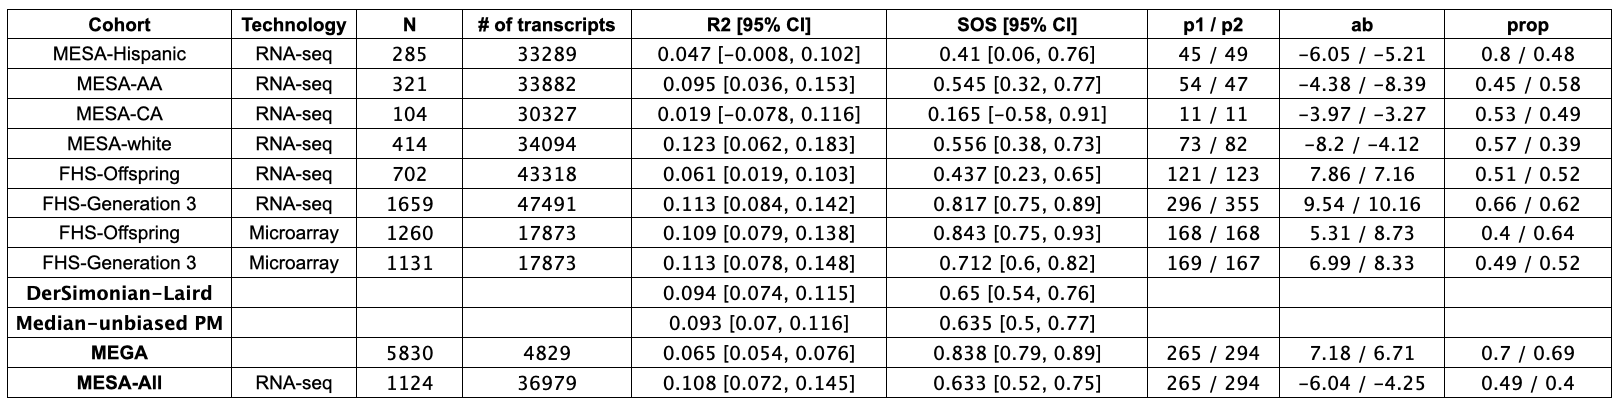 Cohort Technology N # of transcripts R2 [95% CI] SOS [95% CI] p1 / p2 ab prop
MESA-Hispanic RNA-seq 285 33289 0.047 [−0.008, 0.102] 0.41 [0.06, 0.76] 45 / 49 −6.05 / −5.21 0.8 / 0.48
MESA-AA RNA-seq 321 33882 0.095 [0.036, 0.153] 0.545 [0.32, 0.77] 54 / 47 −4.38 / −8.39 0.45 / 0.58
MESA-CA RNA-seq 104 30327 0.019 [−0.078, 0.116] 0.165 [−0.58, 0.91] 11 / 11 −3.97 / −3.27 0.53 / 0.49
MESA-white RNA-seq 414 34094 0.123 [0.062, 0.183] 0.556 [0.38, 0.73] 73 / 82 −8.2 / −4.12 0.57 / 0.39
FHS-Offspring RNA-seq 702 43318 0.061 [0.019, 0.103] 0.437 [0.23, 0.65] 121 / 123 7.86 / 7.16 0.51 / 0.52
FHS-Generation 3 RNA-seq 1659 47491 0.113 [0.084, 0.142] 0.817 [0.75, 0.89] 296 / 355 9.54 / 10.16 0.66 / 0.62
FHS-Offspring Microarray 1260 17873 0.109 [0.079, 0.138] 0.843 [0.75, 0.93] 168 / 168 5.31 / 8.73 0.4 / 0.64
FHS-Generation 3 Microarray 1131 17873 0.113 [0.078, 0.148] 0.712 [0.6, 0.82] 169 / 167 6.99 / 8.33 0.49 / 0.52
DerSimonian−Laird 0.094 [0.074, 0.115] 0.65 [0.54, 0.76]
Median−unbiased PM 0.093 [0.07, 0.116] 0.635 [0.5, 0.77]
MEGA 5830 4829 0.065 [0.054, 0.076] 0.838 [0.79, 0.89] 265 / 294 7.18 / 6.71 0.7 / 0.69
MESA-All RNA-seq 1124 36979 0.108 [0.072, 0.145] 0.633 [0.52, 0.75] 265 / 294 −6.04 / −4.25 0.49 / 0.4